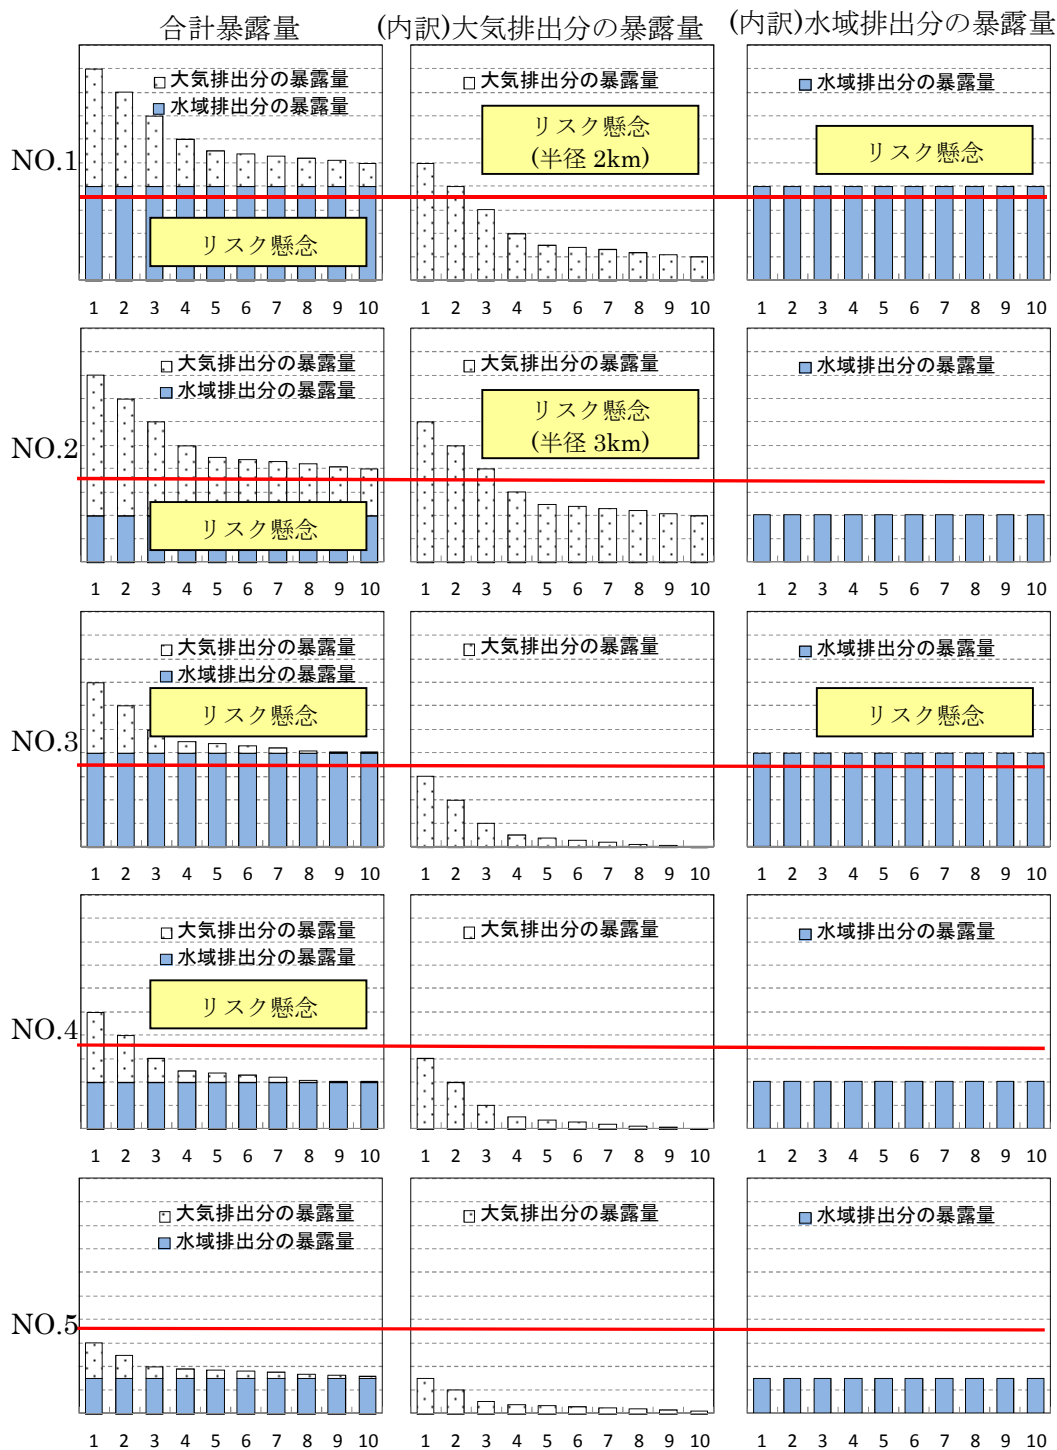 合計暴露量
(内訳)大気排出分の暴露量
(内訳)水域排出分の暴露量
NO.1
大気排出分の暴露量
水域排出分の暴露量
リスク懸念
1 2 3 4 5 6 7 8 9 10
大気排出分の暴露量
リスク懸念
(半径 2km)
1 2 3 4 5 6 7 8 9 10
水域排出分の暴露量
リスク懸念
1 2 3 4 5 6 7 8 9 10
NO.2
大気排出分の暴露量
水域排出分の暴露量
リスク懸念
1 2 3 4 5 6 7 8 9 10
大気排出分の暴露量
リスク懸念
(半径 3km)
1 2 3 4 5 6 7 8 9 10
水域排出分の暴露量
1 2 3 4 5 6 7 8 9 10
NO.3
大気排出分の暴露量
水域排出分の暴露量
リスク懸念
1 2 3 4 5 6 7 8 9 10
大気排出分の暴露量
1 2 3 4 5 6 7 8 9 10
水域排出分の暴露量
リスク懸念
1 2 3 4 5 6 7 8 9 10
NO.4
大気排出分の暴露量
水域排出分の暴露量
リスク懸念
1 2 3 4 5 6 7 8 9 10
大気排出分の暴露量
1 2 3 4 5 6 7 8 9 10
水域排出分の暴露量
1 2 3 4 5 6 7 8 9 10
NO.5
大気排出分の暴露量
水域排出分の暴露量
1 2 3 4 5 6 7 8 9 10
大気排出分の暴露量
1 2 3 4 5 6 7 8 9 10
水域排出分の暴露量
1 2 3 4 5 6 7 8 9 10